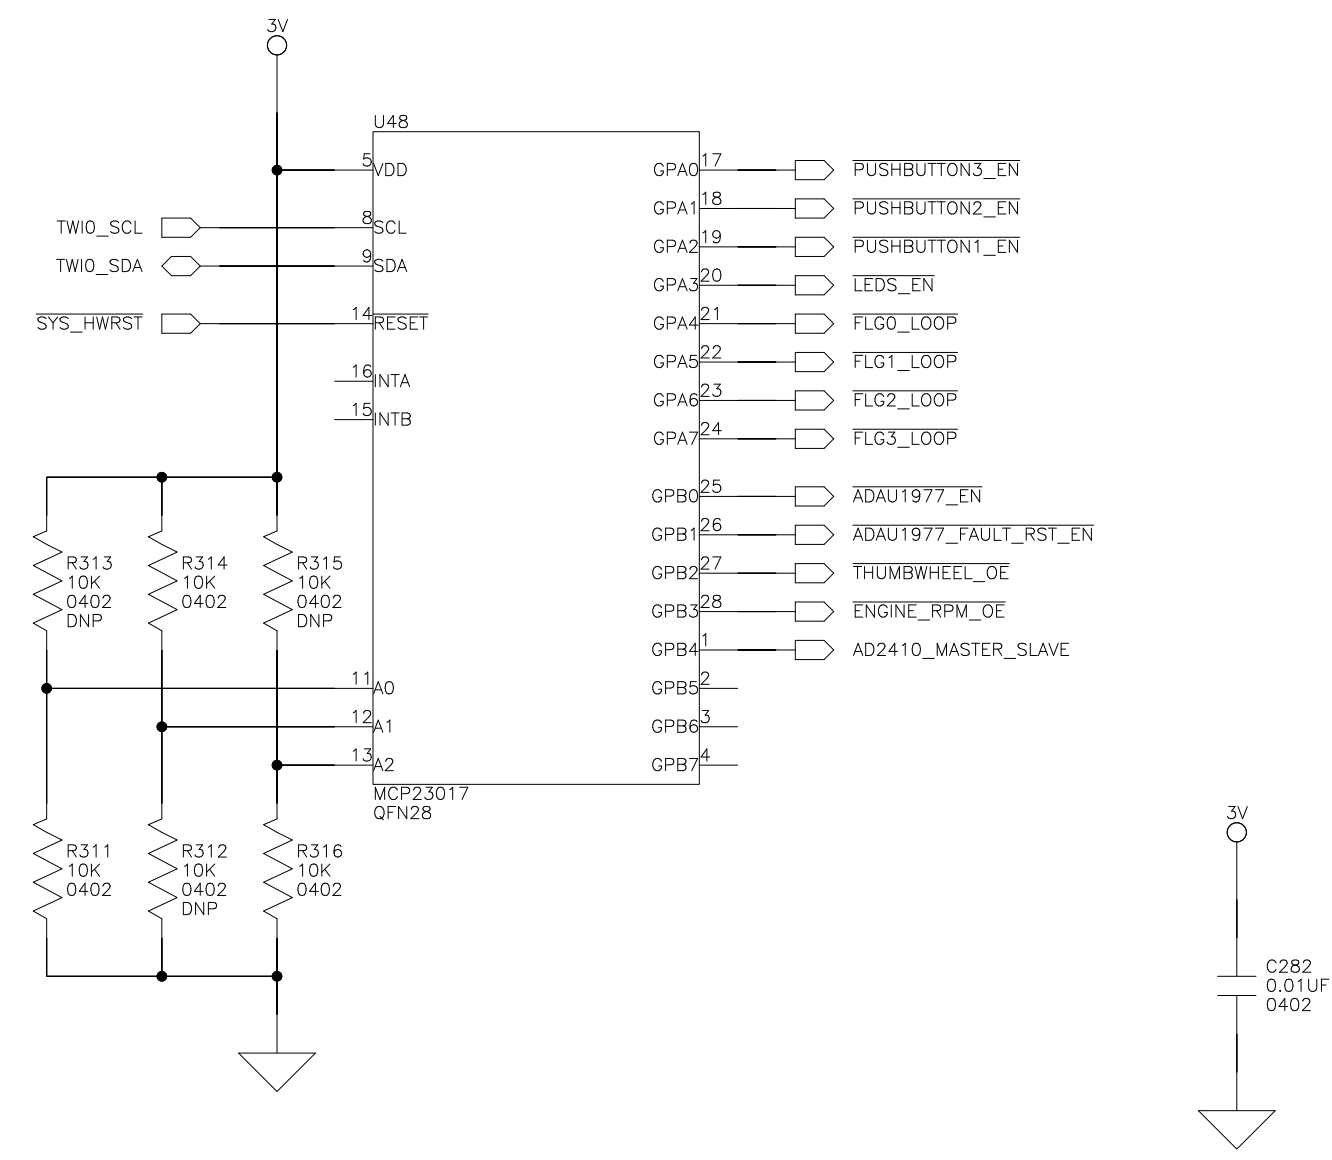 3V
U48
5
VDD
GPA0
17
PUSHBUTTON3_EN
GPA1
18
PUSHBUTTON2_EN
TWI0_SCL
8
SCL
GPA2
19
PUSHBUTTON1_EN
TWI0_SDA
9
SDA
GPA3
20
LEDS_EN
SYS_HWRST
14
RESET
GPA4
21
FLG0_LOOP
GPA5
22
FLG1_LOOP
16
INTA
GPA6
23
FLG2_LOOP
15
INTB
GPA7
24
FLG3_LOOP
GPB0
25
ADAU1977_EN
GPB1
26
ADAU1977_FAULT_RST_EN
GPB2
27
THUMBWHEEL_OE
GPB3
28
ENGINE_RPM_OE
GPB4
1
AD2410_MASTER_SLAVE
GPB5
2
GPB6
3
GPB7
4
R313
10K
0402
DNP
R314
10K
0402
R315
10K
0402
DNP
11
A0
12
A1
13
A2
MCP23017
QFN28
R311
10K
0402
R312
10K
0402
DNP
R316
10K
0402
3V
C282
0.01UF
0402